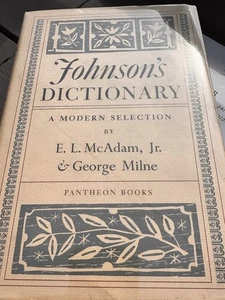 Johnson's
DICTIONARY
A MODERN SELECTION
BY
E. L. McADAM, Jr.
& George Milne
PANTHEON BOOKS